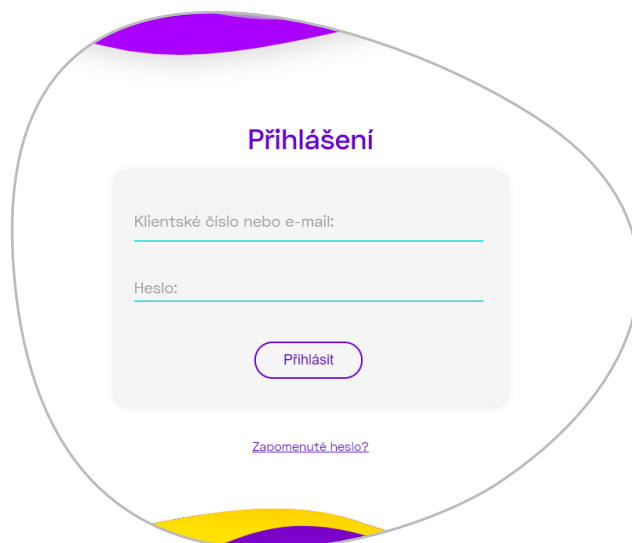 Přihlášení
Klientské číslo nebo e-mail:
Heslo:
Přihlásit
Zapomenuté heslo?